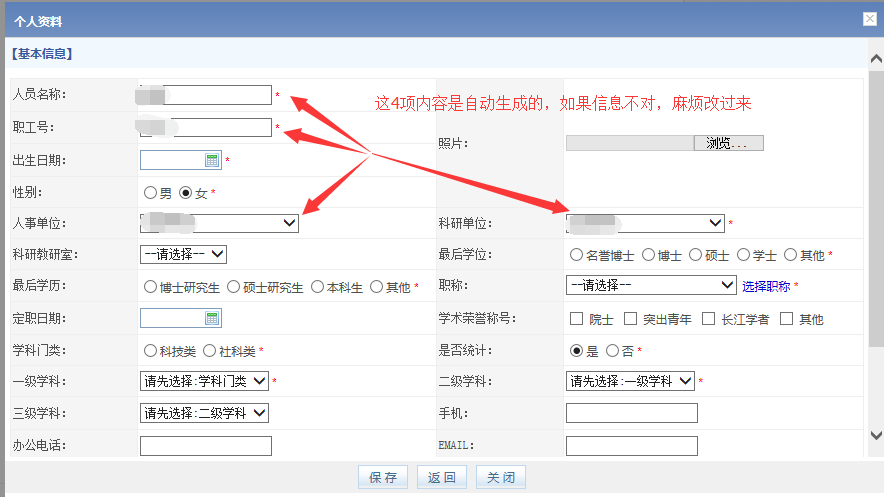 个人资料
【基本信息】
人员名称： *
这4项内容是自动生成的，如果信息不对，麻烦改过来
职工号： *
照片： 浏览...
出生日期： *
性别： 男 女 *
人事单位： 科研单位： *
科研教研室： --请选择-- 最后学位： 名誉博士 博士 硕士 学士 其他 *
最后学历： 博士研究生 硕士研究生 本科生 其他 * 职称： --请选择-- 选择职称 *
定职日期： 学术荣誉称号： 院士 突出青年 长江学者 其他
学科门类： 科技类 社科类 * 是否统计： 是 否 *
一级学科： 请先选择:学科门类 * 二级学科： 请先选择:一级学科 *
三级学科： 请先选择:二级学科 手机：
办公电话： EMAIL：
保 存 返 回 关 闭